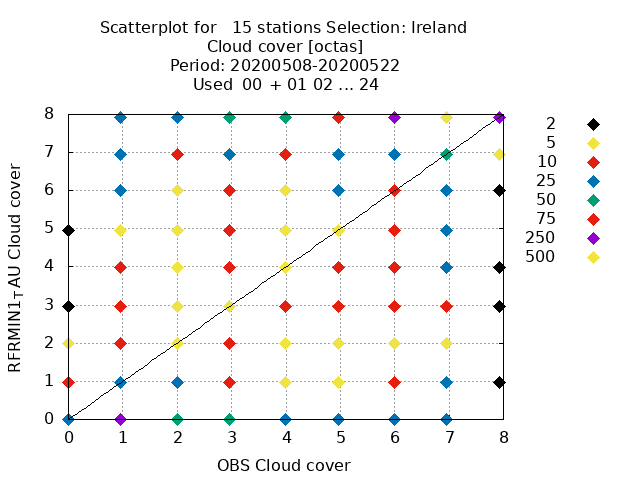 Scatterplot for   15 stations Selection: Ireland
Cloud cover [octas]
Period: 20200508-20200522
Used  00  + 01 02 ... 24
8
7
6
5
4
3
2
1
0
RFRMIN1TAU Cloud cover
0 1 2 3 4 5 6 7 8
OBS Cloud cover
2
5
10
25
50
75
250
500